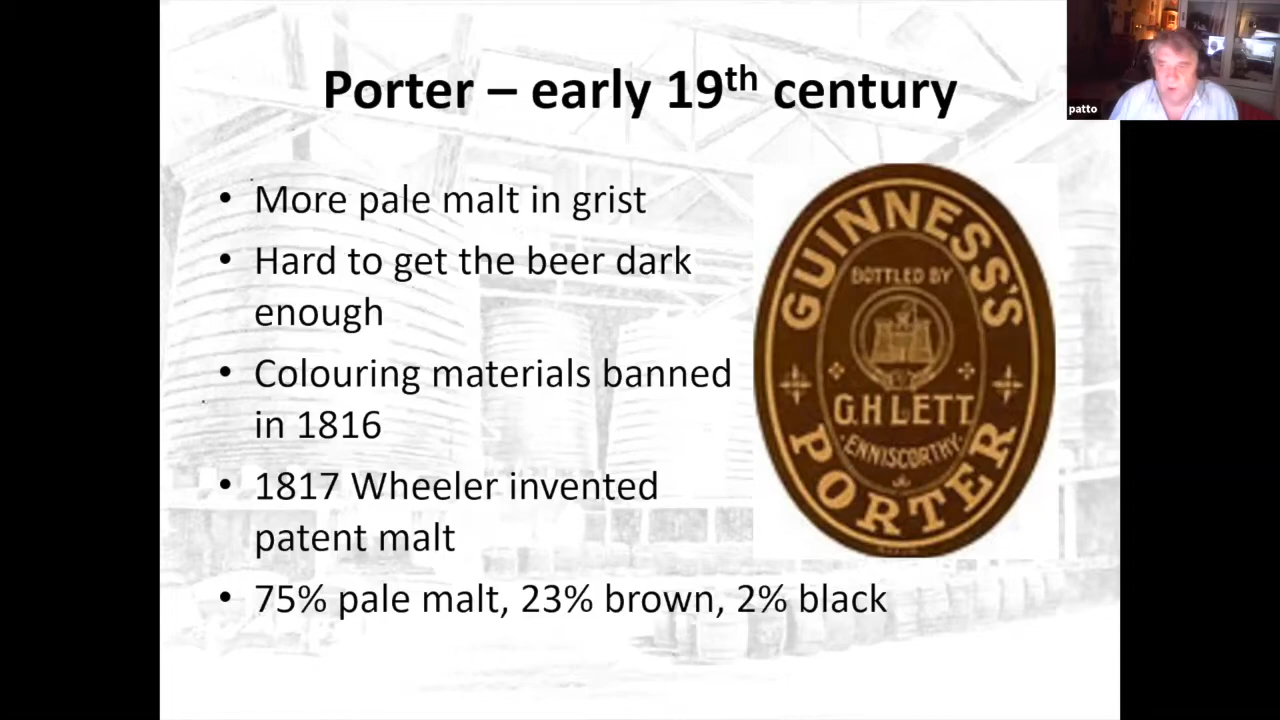 Porter – early 19th century
patto
• More pale malt in grist
• Hard to get the beer dark
enough
• Colouring materials banned
in 1816
• 1817 Wheeler invented
patent malt
• 75% pale malt, 23% brown, 2% black
GUINNESS'S
BOTTLED BY
G.H LETT
ENNISCORTHY
PORTER